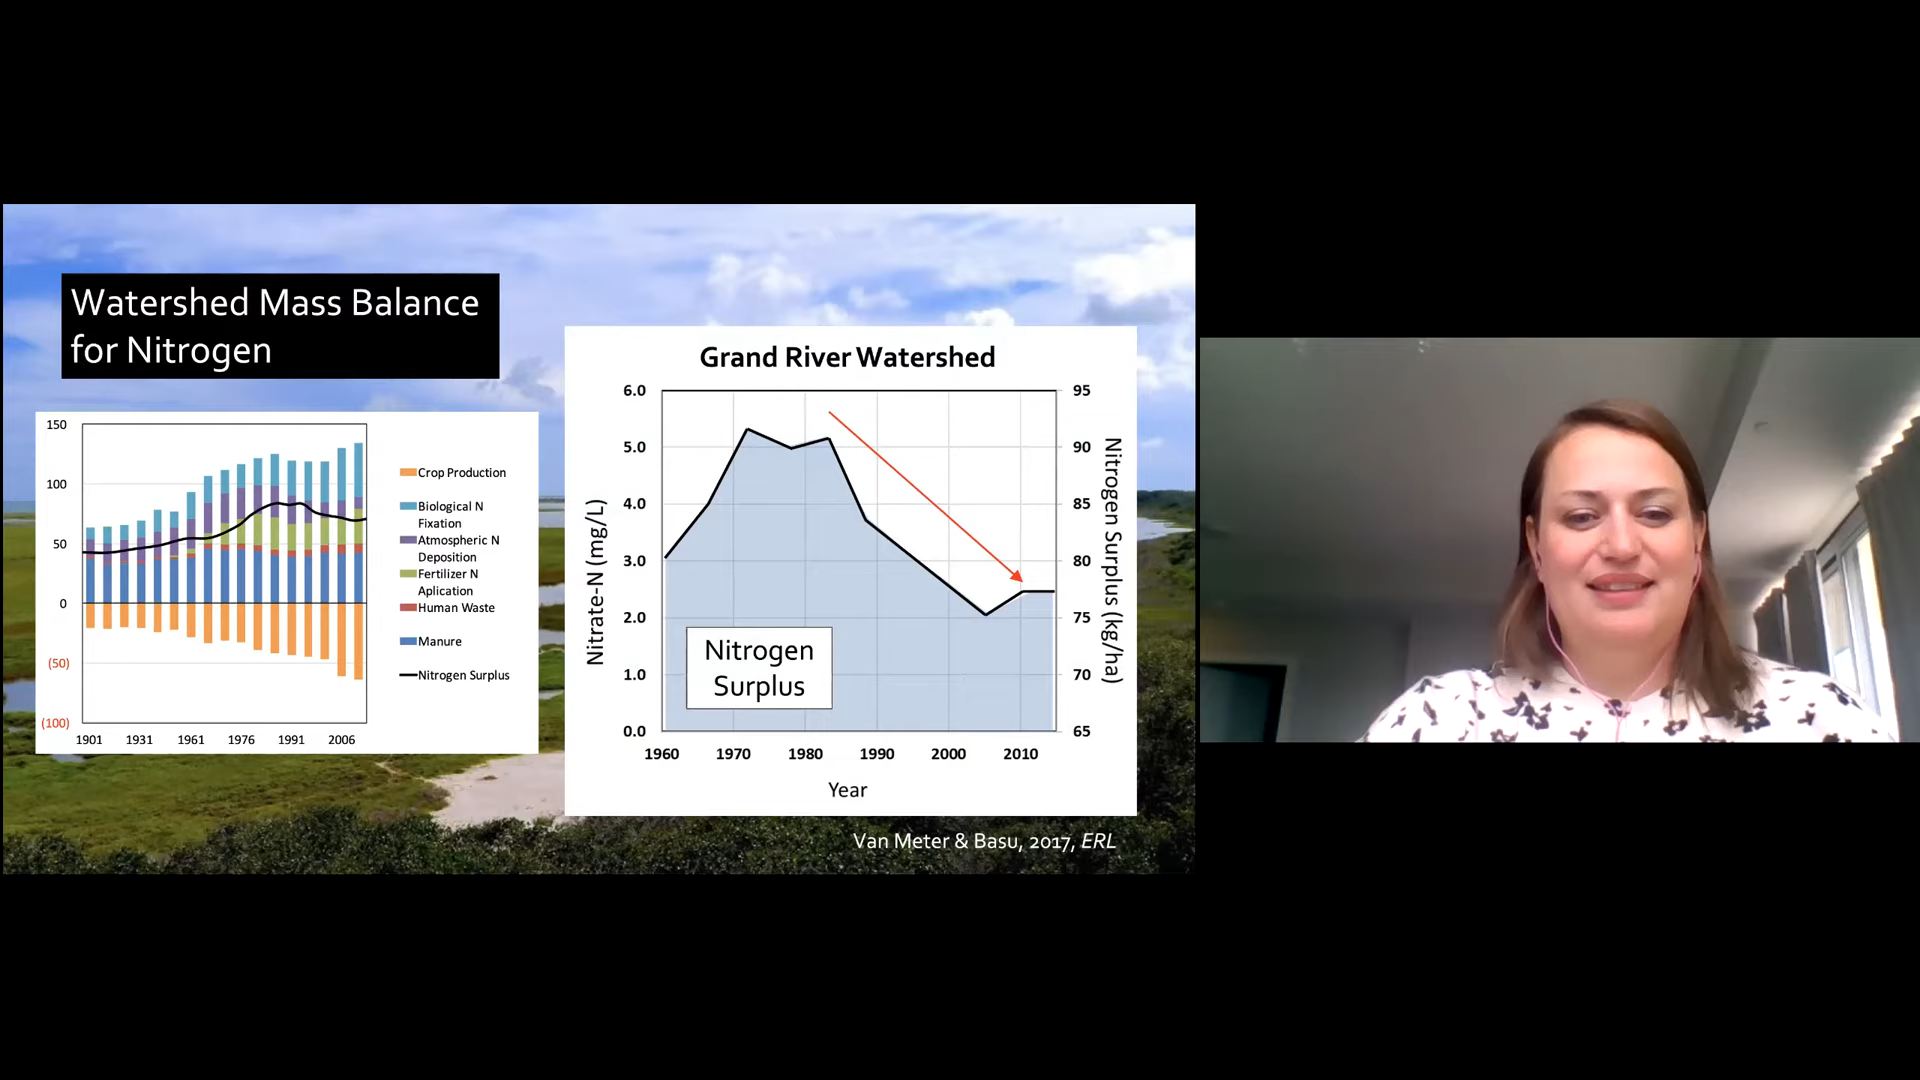 Watershed Mass Balance
for Nitrogen
150
100
50
0
(50)
(100)
1901
1931
1961
1976
1991
2006
Crop Production
Biological N
Fixation
Atmospheric N
Deposition
Fertilizer N
Aplication
Human Waste
Manure
Nitrogen Surplus
Grand River Watershed
6.0
5.0
4.0
3.0
2.0
1.0
0.0
Nitrate-N (mg/L)
95
90
85
80
75
70
65
Nitrogen Surplus (kg/ha)
Nitrogen
Surplus
1960
1970
1980
1990
2000
2010
Year
Van Meter & Basu, 2017, ERL